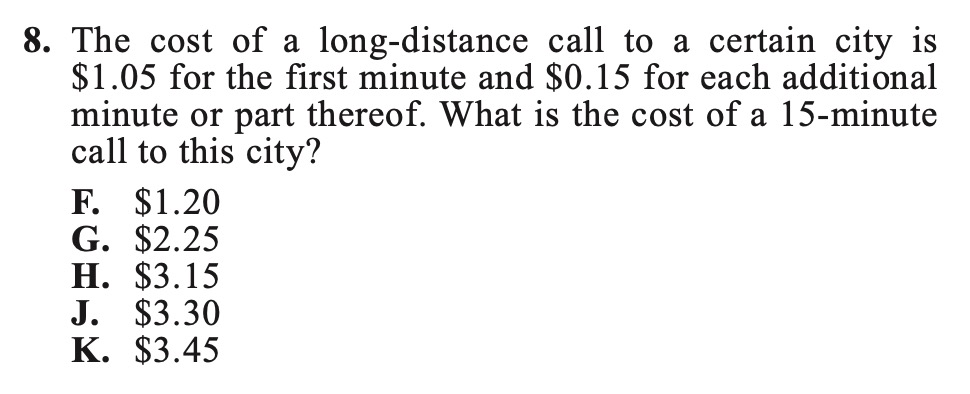 8. The cost of a long-distance call to a certain city is
$1.05 for the first minute and $0.15 for each additional
minute or part thereof. What is the cost of a 15-minute
call to this city?
F. $1.20
G. $2.25
H. $3.15
J. $3.30
K. $3.45